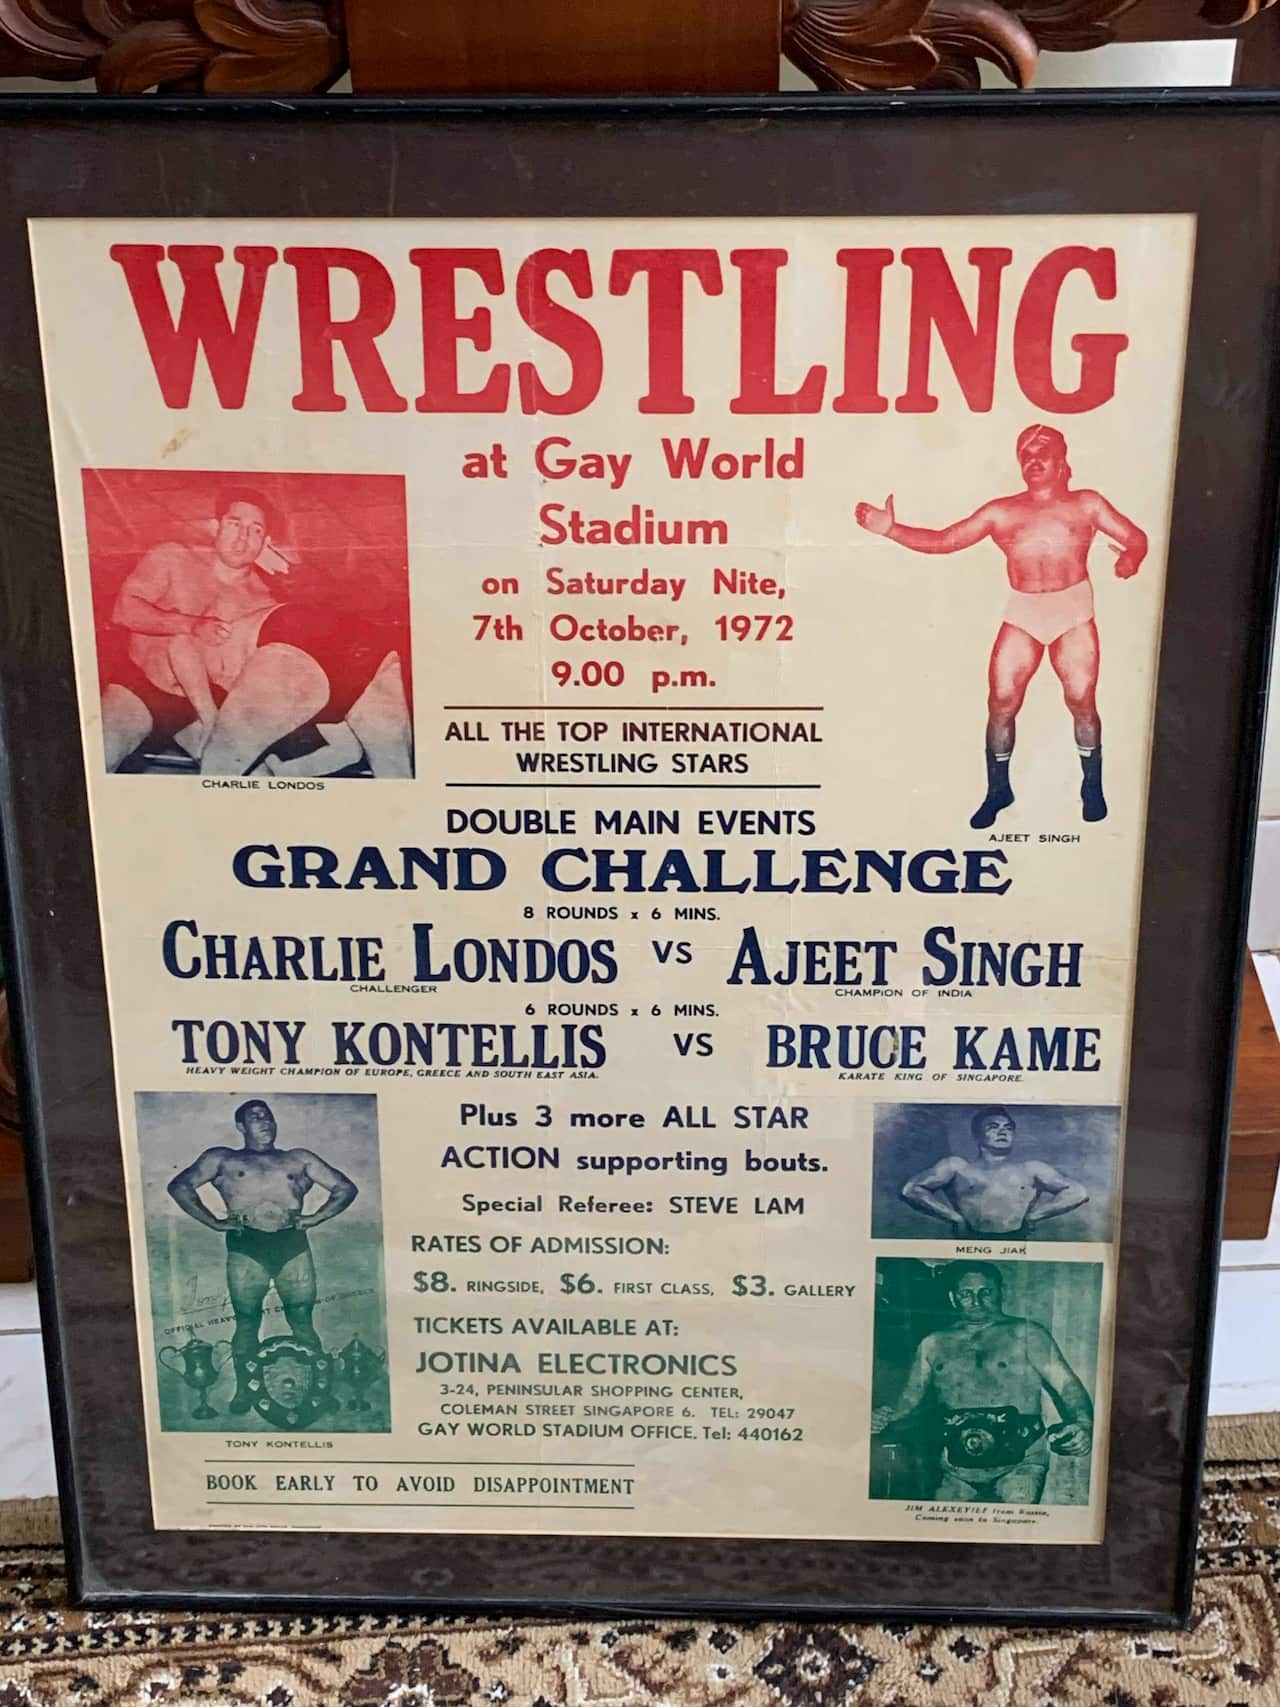 WRESTLING
at Gay World
Stadium
on Saturday Nite,
7th October, 1972
9.00 p.m.
ALL THE TOP INTERNATIONAL
WRESTLING STARS
CHARLIE LONDOS
AJEET SINGH
DOUBLE MAIN EVENTS
GRAND CHALLENGE
8 ROUNDS x 6 MINS.
CHARLIE LONDOS vs AJEET SINGH
CHALLENGER CHAMPION OF INDIA
6 ROUNDS x 6 MINS.
TONY KONTELLIS vs BRUCE KAME
HEAVY WEIGHT CHAMPION OF EUROPE, GREECE AND SOUTH EAST ASIA. KARATE KING OF SINGAPORE.
Plus 3 more ALL STAR
ACTION supporting bouts.
Special Referee: STEVE LAM
MENG JIAK
RATES OF ADMISSION:
$8. RINGSIDE, $6. FIRST CLASS, $3. GALLERY
TICKETS AVAILABLE AT:
JOTINA ELECTRONICS
3-24, PENINSULAR SHOPPING CENTER,
COLEMAN STREET SINGAPORE 6. TEL: 29047
GAY WORLD STADIUM OFFICE. Tel: 440162
TONY KONTELLIS
BOOK EARLY TO AVOID DISAPPOINTMENT
JIM ALEXEYIEF from Russia,
Coming soon to Singapore.